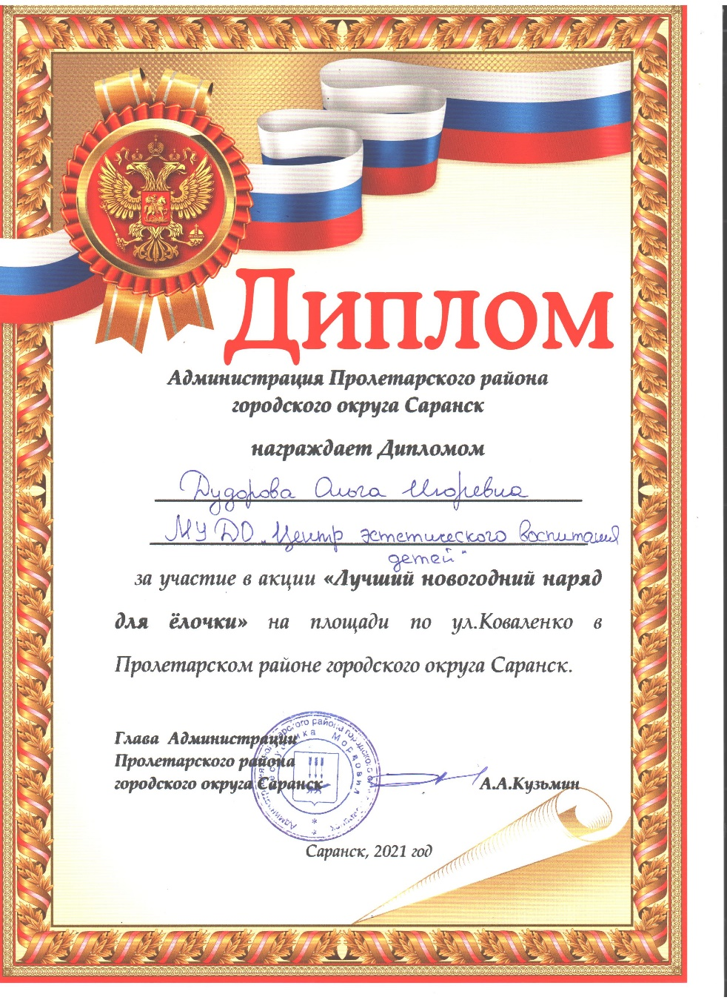 Диплом
Администрация Пролетарского района
городского округа Саранск
награждает Дипломом
Дудорова Ольга Игоревна
МУ ДО „Центр эстетического воспитания
детей"
за участие в акции «Лучший новогодний наряд
для ёлочки» на площади по ул.Коваленко в
Пролетарском районе городского округа Саранск.
Глава Администрации
Пролетарского района
городского округа Саранск
А.А.Кузьмин
Республика Мордовия
Саранск, 2021 год